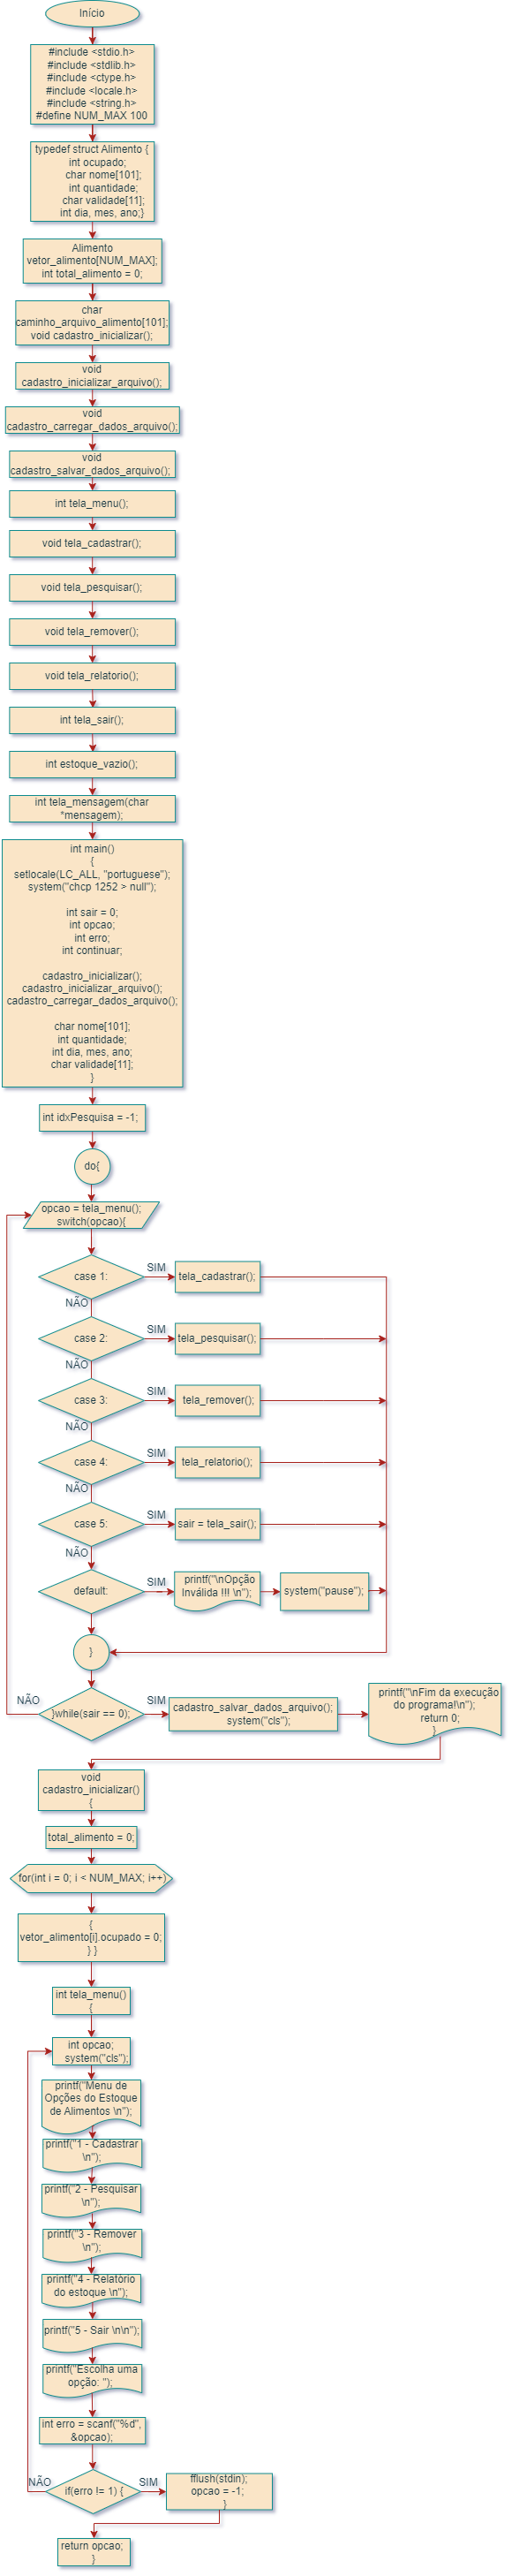 Início
#include <stdio.h>
#include <stdlib.h>
#include <ctype.h>
#include <locale.h>
#include <string.h>
#define NUM_MAX 100
typedef struct Alimento {
int ocupado;
char nome[101];
int quantidade;
char validade[11];
int dia, mes, ano;}
Alimento
vetor_alimento[NUM_MAX];
int total_alimento = 0;
char
caminho_arquivo_alimento[101];
void cadastro_inicializar();
void
cadastro_inicializar_arquivo();
void
cadastro_carregar_dados_arquivo();
void
cadastro_salvar_dados_arquivo();
int tela_menu();
void tela_cadastrar();
void tela_pesquisar();
void tela_remover();
void tela_relatorio();
int tela_sair();
int estoque_vazio();
int tela_mensagem(char
*mensagem);
int main()
{
setlocale(LC_ALL, "portuguese");
system("chcp 1252 > null");
int sair = 0;
int opcao;
int erro;
int continuar;
cadastro_inicializar();
cadastro_inicializar_arquivo();
cadastro_carregar_dados_arquivo();
char nome[101];
int quantidade;
int dia, mes, ano;
char validade[11];
}
int idxPesquisa = -1;
do{
opcao = tela_menu();
switch(opcao){
case 1:
SIM
tela_cadastrar();
NÃO
case 2:
SIM
tela_pesquisar();
NÃO
case 3:
SIM
tela_remover();
NÃO
case 4:
SIM
tela_relatorio();
NÃO
case 5:
SIM
sair = tela_sair();
NÃO
default:
SIM
printf("\nOpção
Inválida !!! \n");
system("pause");
}
NÃO
}while(sair == 0);
SIM
cadastro_salvar_dados_arquivo();
system("cls");
printf("\nFim da execução
do programa!\n");
return 0;
}
void
cadastro_inicializar()
{
total_alimento = 0;
for(int i = 0; i < NUM_MAX; i++)
{
vetor_alimento[i].ocupado = 0;
} }
int tela_menu()
{
int opcao;
system("cls");
printf("Menu de
Opções do Estoque
de Alimentos \n");
printf("1 - Cadastrar
\n");
printf("2 - Pesquisar
\n");
printf("3 - Remover
\n");
printf("4 - Relatório
do estoque \n");
printf("5 - Sair \n\n");
printf("Escolha uma
opção: ");
int erro = scanf("%d",
&opcao);
NÃO
if(erro != 1) {
SIM
fflush(stdin);
opcao = -1;
}
return opcao;
}